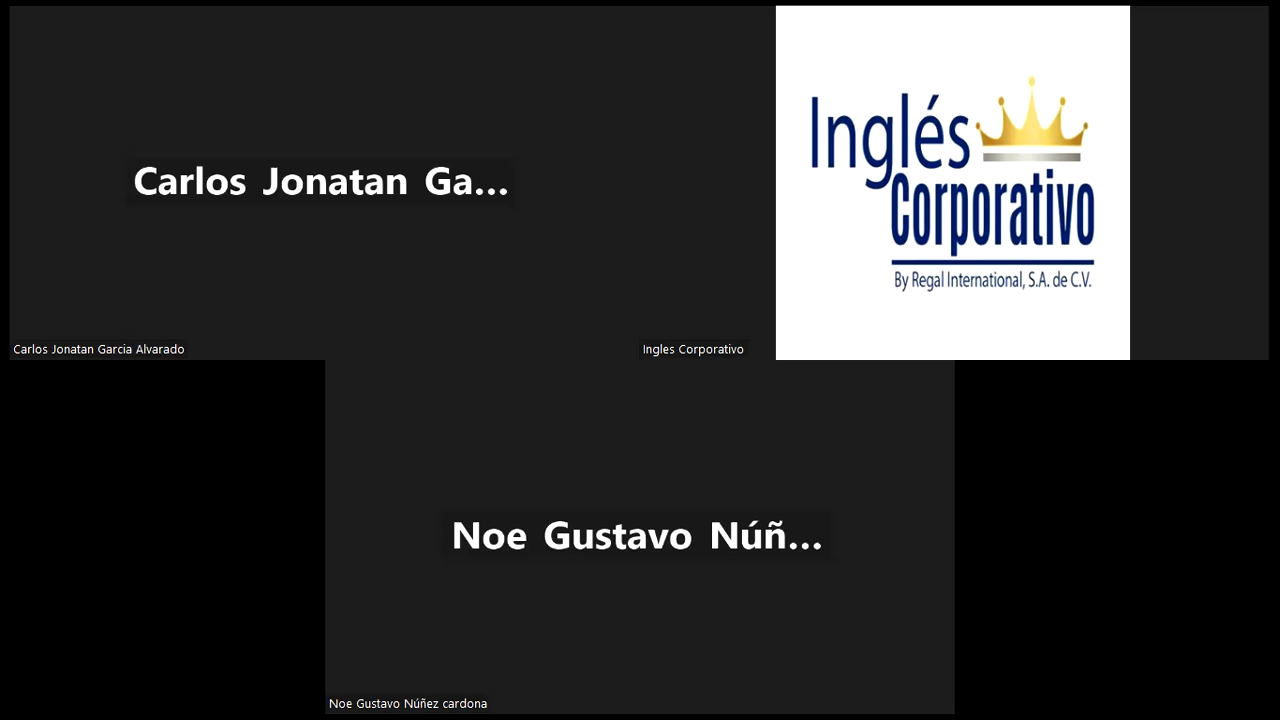 Carlos Jonatan Ga...
Carlos Jonatan Garcia Alvarado
Inglés
Corporativo
By Regal International, S.A. de C.V.
Ingles Corporativo
Noe Gustavo Núñ...
Noe Gustavo Núñez cardona